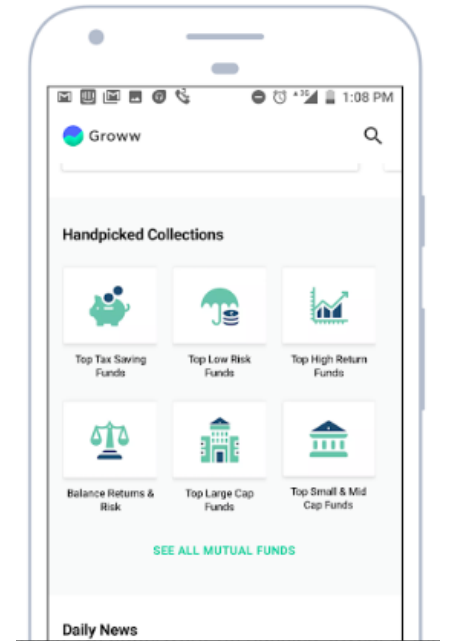 1:08 PM
Groww
Handpicked Collections
Top Tax Saving
Funds
Top Low Risk
Funds
Top High Return
Funds
Balance Returns &
Risk
Top Large Cap
Funds
Top Small & Mid
Cap Funds
SEE ALL MUTUAL FUNDS
Daily News